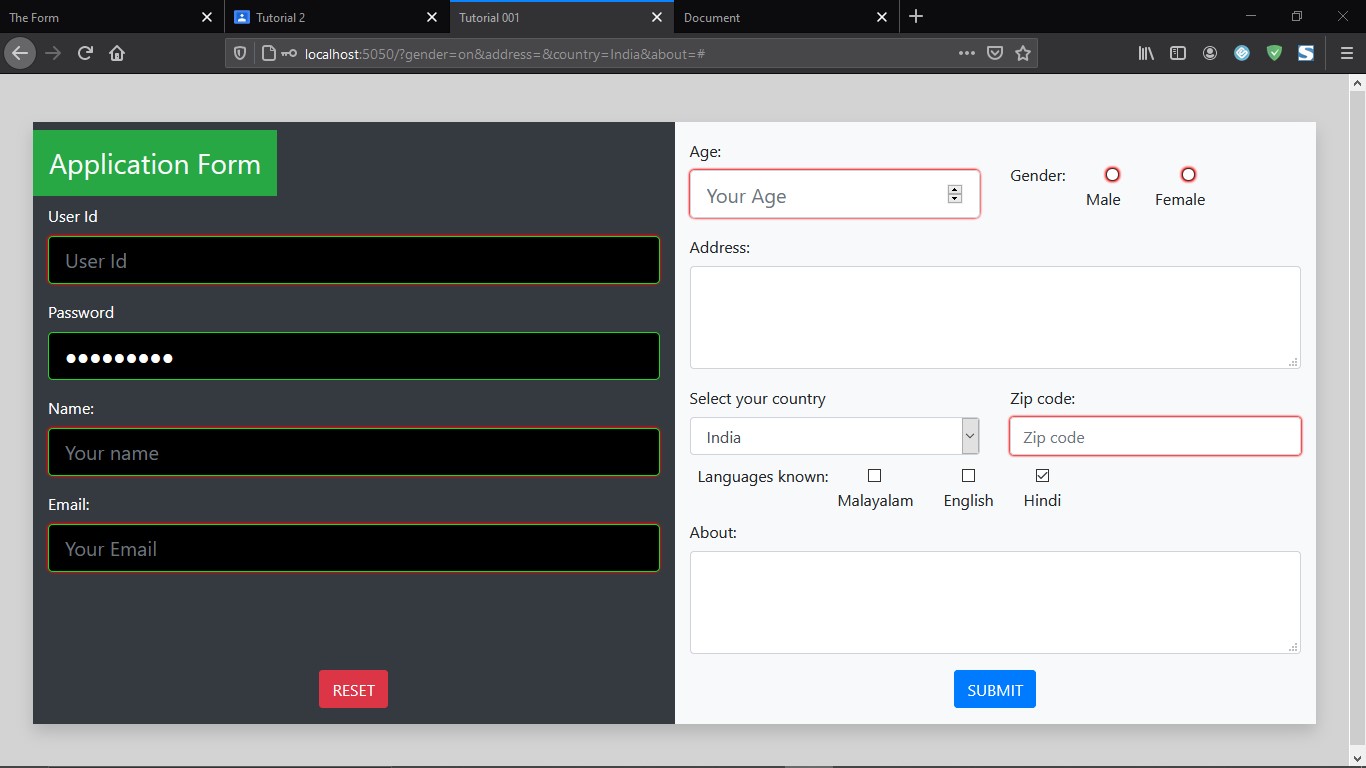 The Form
Tutorial 2
Tutorial 001
Document
localhost:5050/?gender=on&address=&country=India&about=#
Application Form
User Id
User Id
Password
●●●●●●●●●
Name:
Your name
Email:
Your Email
RESET
Age:
Your Age
Gender:
Male
Female
Address:
Select your country
India
Zip code:
Zip code
Languages known:
Malayalam
English
Hindi
About:
SUBMIT